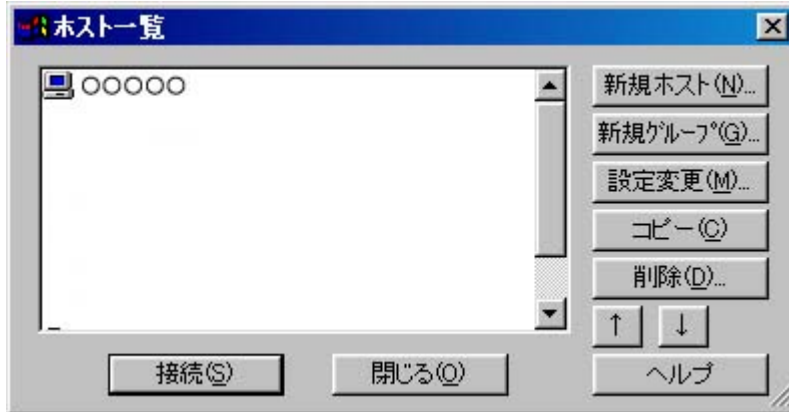 ホスト一覧
○○○○○
新規ホスト(N)...
新規グループ(G)...
設定変更(M)...
コピー(C)
削除(D)...
↑ ↓
接続(S) 閉じる(O) ヘルプ